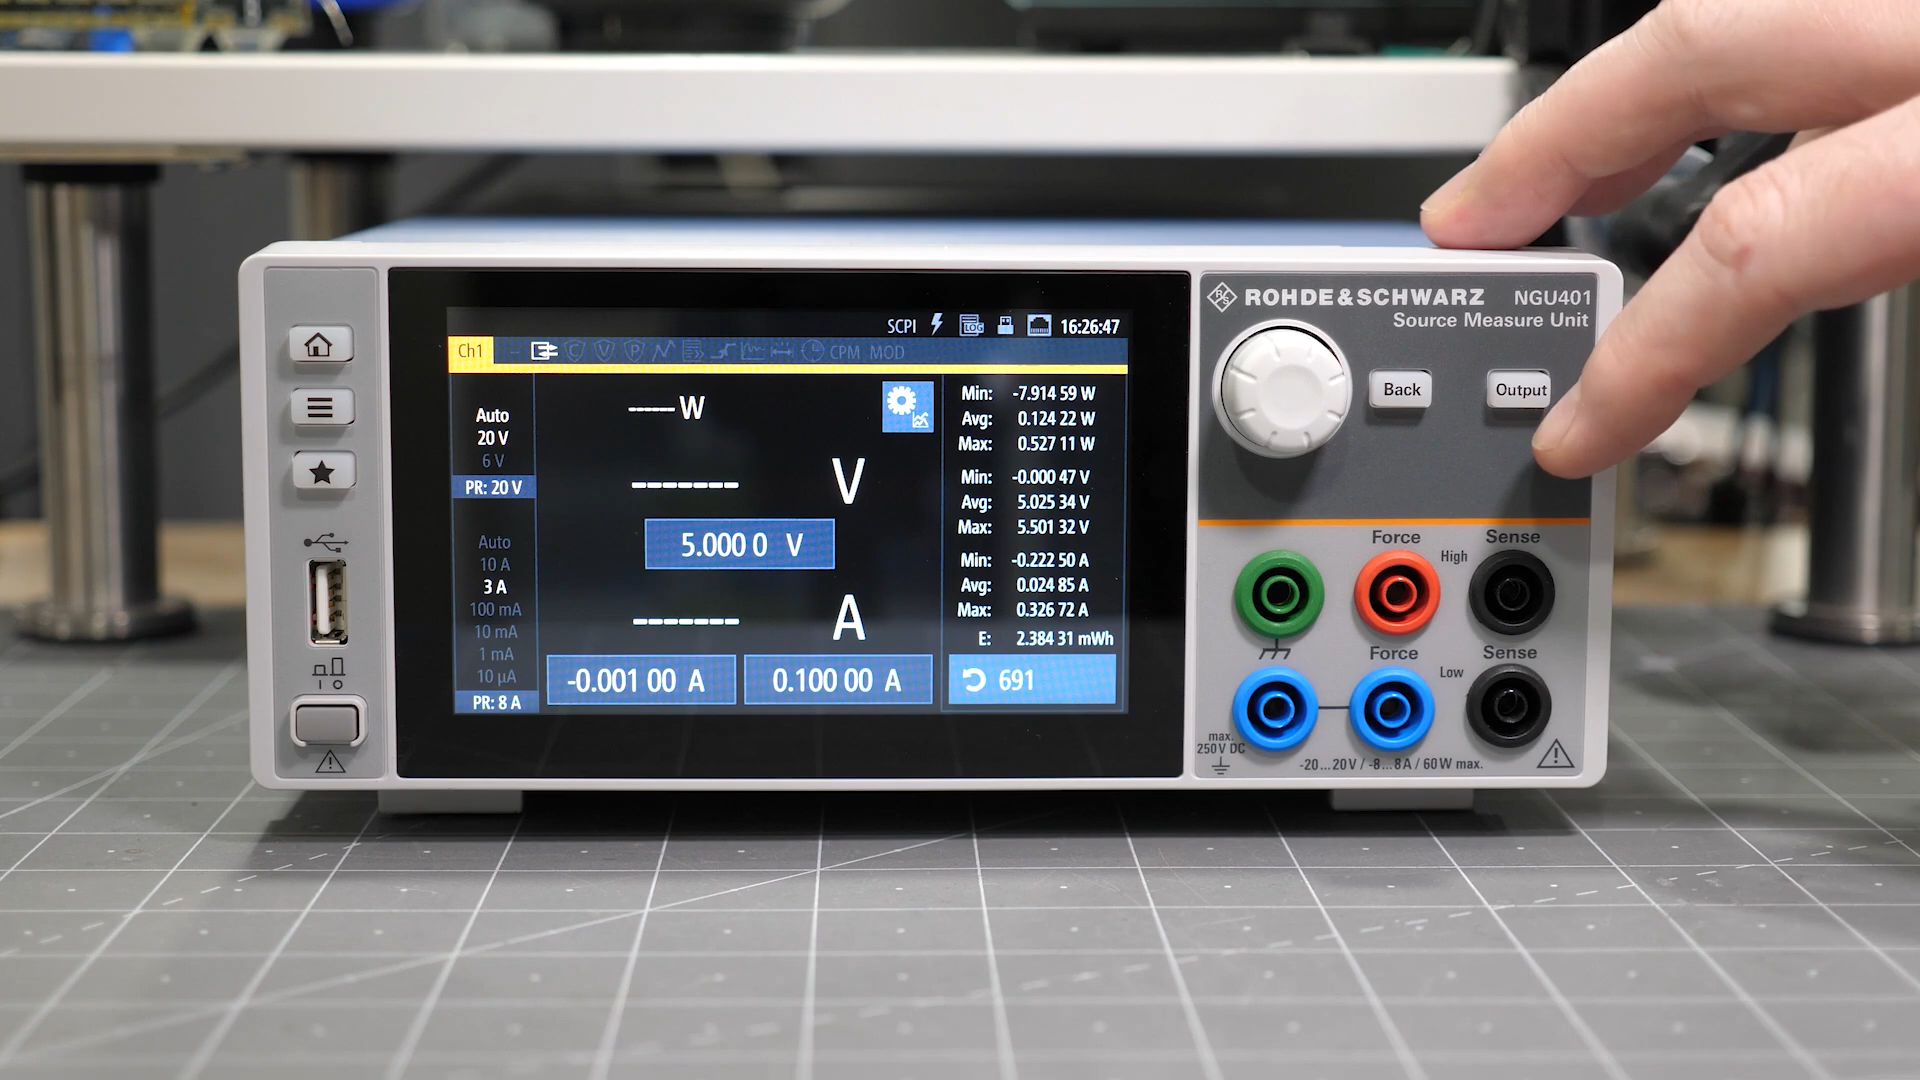 SCPI LOG 16:26:47
Ch1 C V P CPM MOD
Auto
20 V
6 V
PR: 20 V
Auto
10 A
3 A
100 mA
10 mA
1 mA
10 µA
PR: 8 A
-----W
------- V
5.000 0 V
------- A
-0.001 00 A 0.100 00 A
Min: -7.914 59 W
Avg: 0.124 22 W
Max: 0.527 11 W
Min: -0.000 47 V
Avg: 5.025 34 V
Max: 5.501 32 V
Min: -0.222 50 A
Avg: 0.024 85 A
Max: 0.326 72 A
E: 2.384 31 mWh
691
R&S ROHDE&SCHWARZ NGU401
Source Measure Unit
Back Output
Force Sense
High
Force Sense
Low
max.
250 V DC
-20...20 V / -8...8 A / 60 W max.